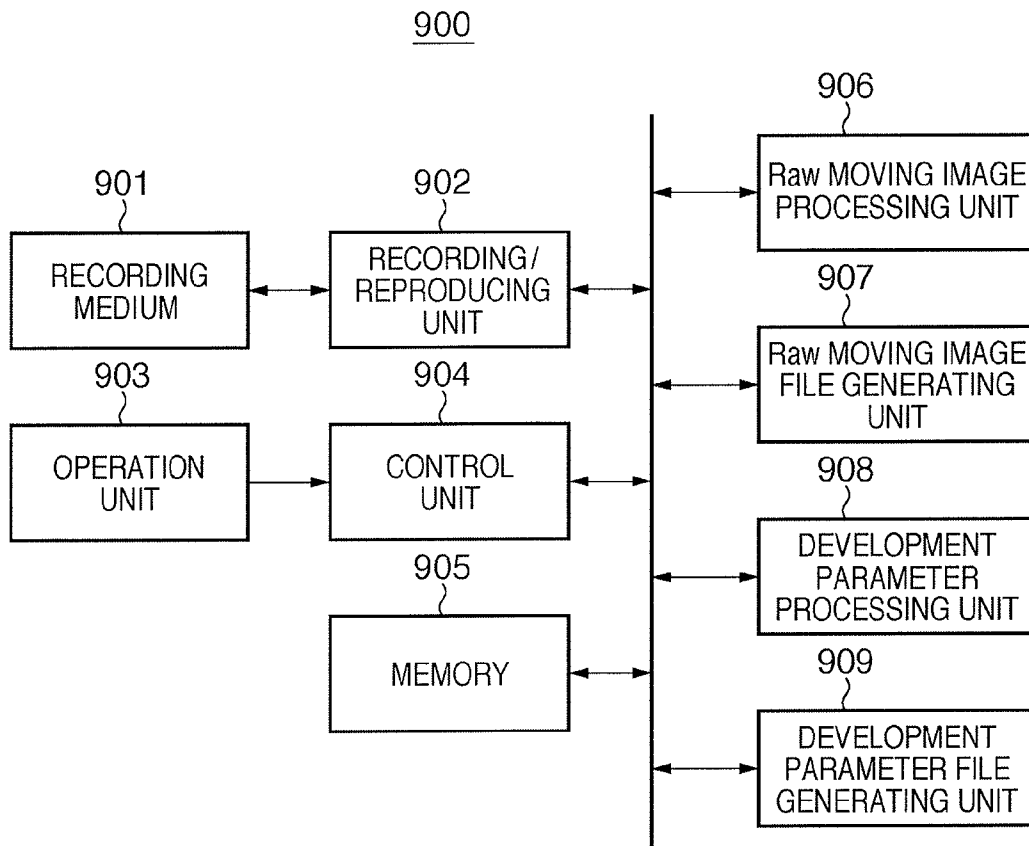 900
901
RECORDING
MEDIUM
902
RECORDING/
REPRODUCING
UNIT
903
OPERATION
UNIT
904
CONTROL
UNIT
905
MEMORY
906
Raw MOVING IMAGE
PROCESSING UNIT
907
Raw MOVING IMAGE
FILE GENERATING
UNIT
908
DEVELOPMENT
PARAMETER
PROCESSING UNIT
909
DEVELOPMENT
PARAMETER FILE
GENERATING UNIT